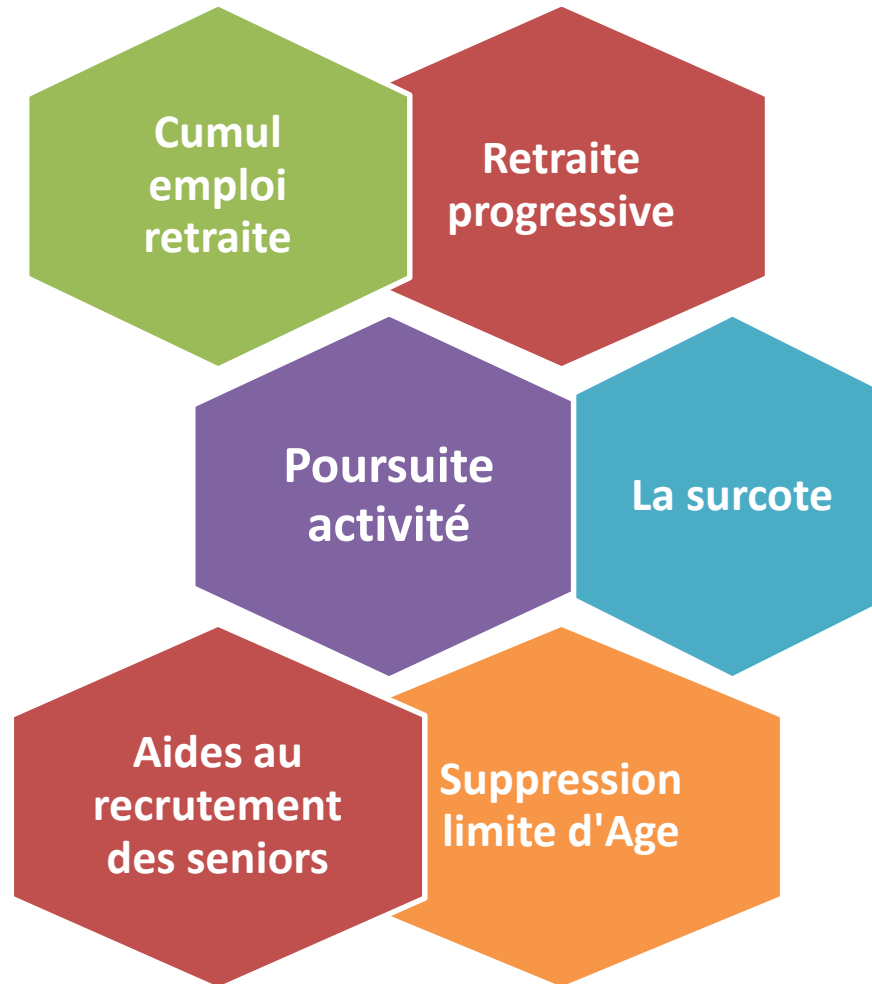 Cumul
emploi
retraite
Retraite
progressive
Poursuite
activité
La surcote
Aides au
recrutement
des seniors
Suppression
limite d'Age